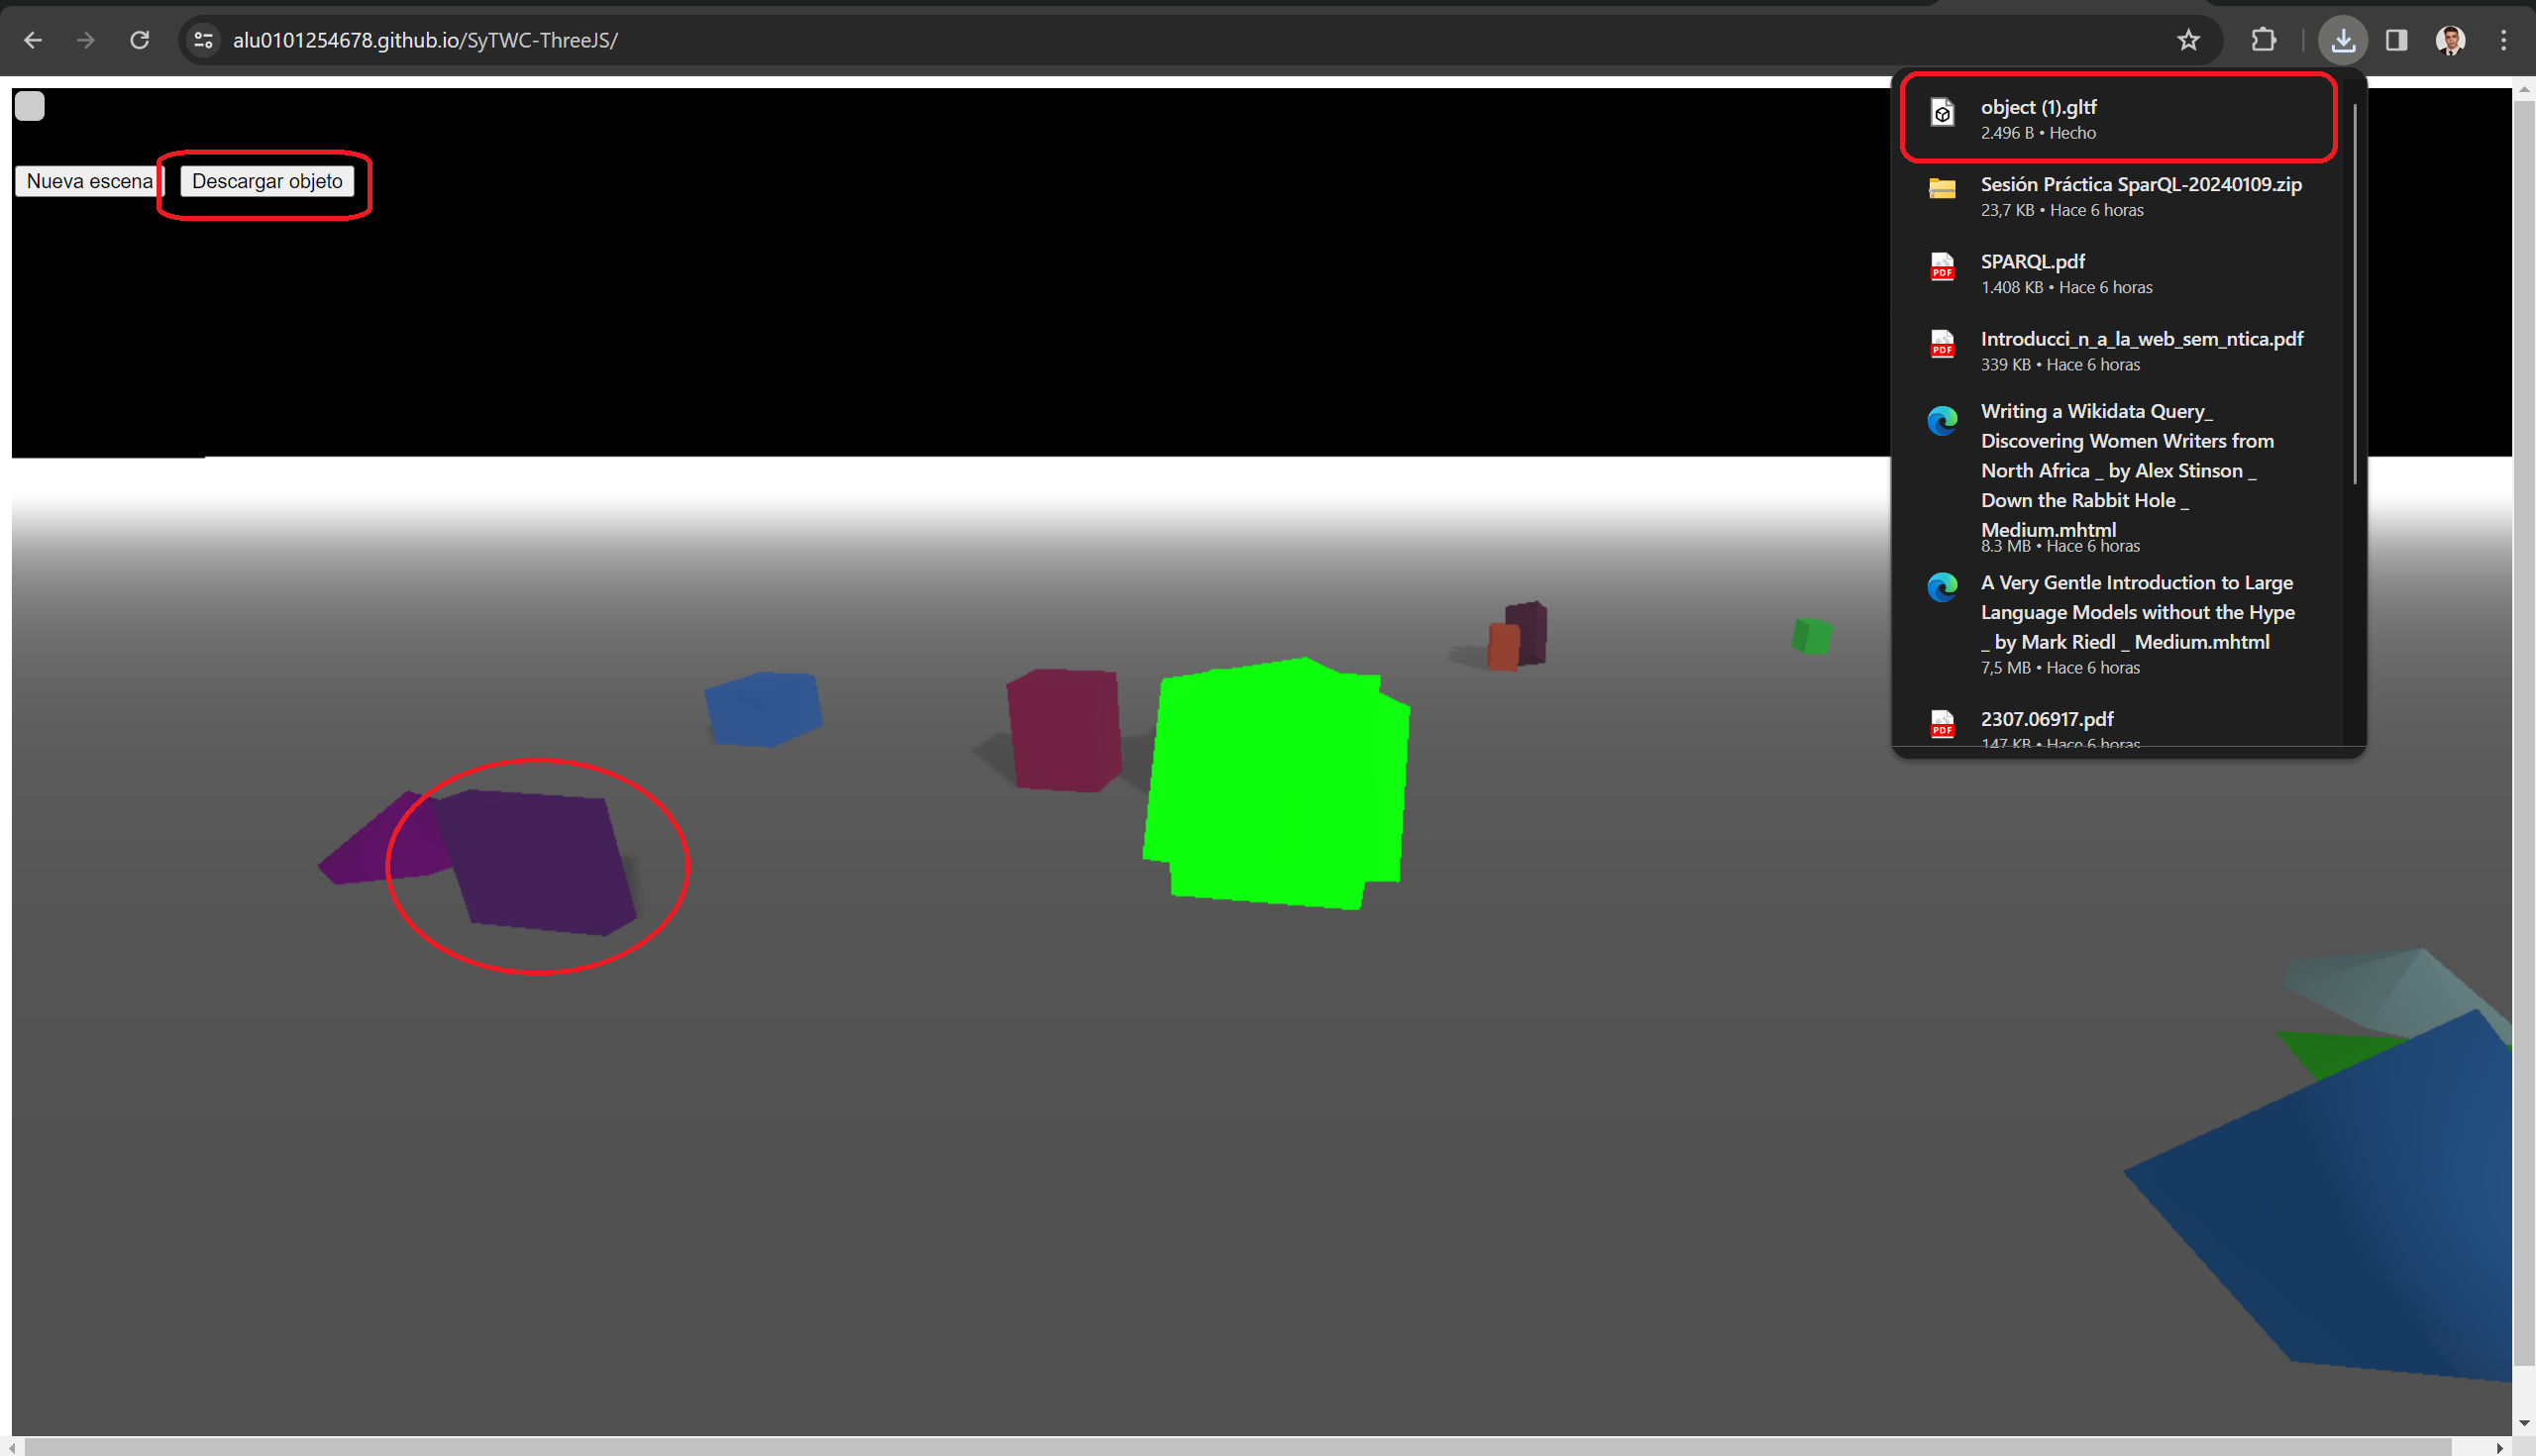 alu0101254678.github.io/SyTWC-ThreeJS/
Nueva escena
Descargar objeto
object (1).gltf
2.496 B • Hecho
Sesión Práctica SparQL-20240109.zip
23,7 KB • Hace 6 horas
PDF
SPARQL.pdf
1.408 KB • Hace 6 horas
PDF
Introducci_n_a_la_web_sem_ntica.pdf
339 KB • Hace 6 horas
Writing a Wikidata Query_
Discovering Women Writers from
North Africa _ by Alex Stinson _
Down the Rabbit Hole _
Medium.mhtml
8.3 MB • Hace 6 horas
A Very Gentle Introduction to Large
Language Models without the Hype
_ by Mark Riedl _ Medium.mhtml
7,5 MB • Hace 6 horas
PDF
2307.06917.pdf
147 KB • Hace 6 horas